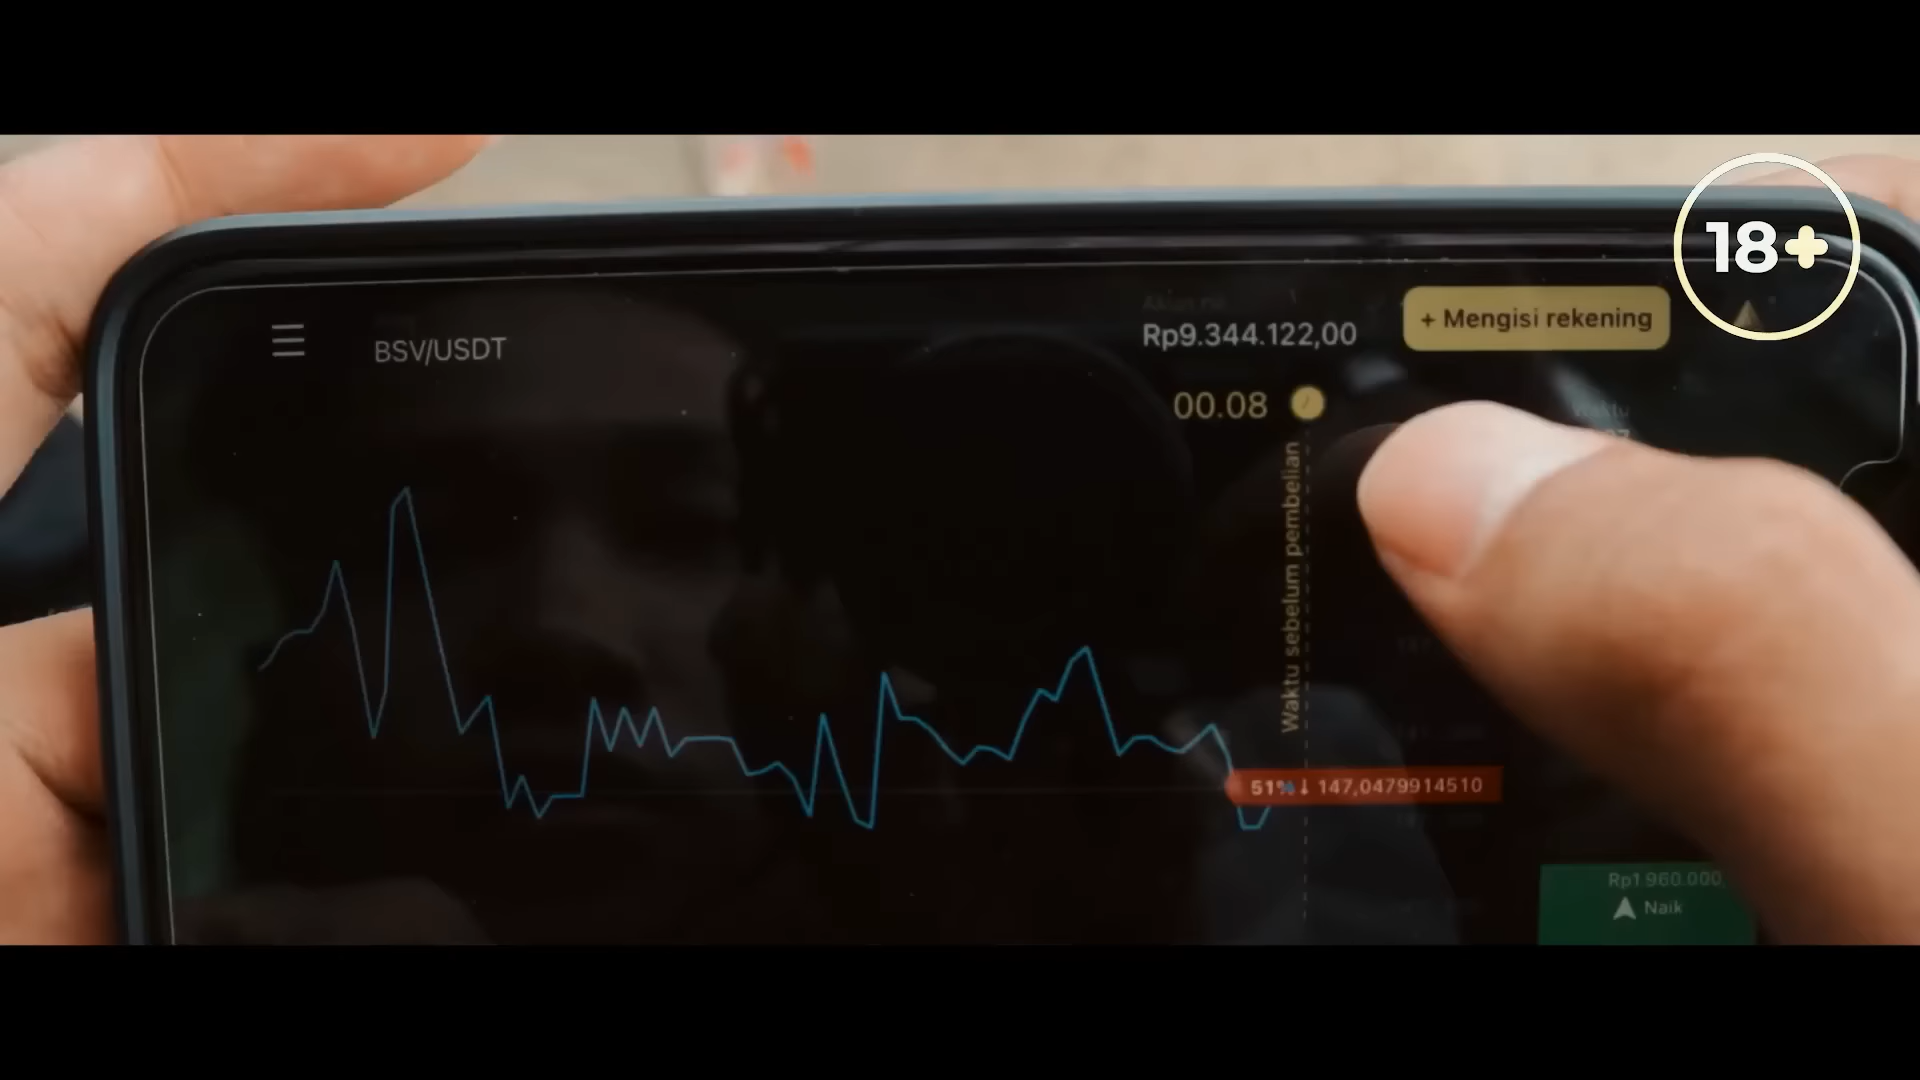 18+
BSV/USDT
Rp9.344.122,00
+ Mengisi rekening
00.08
Waktu
Waktu sebelum pembelian
51% ↓ 147,0479914510
Rp1.960.000,
Naik